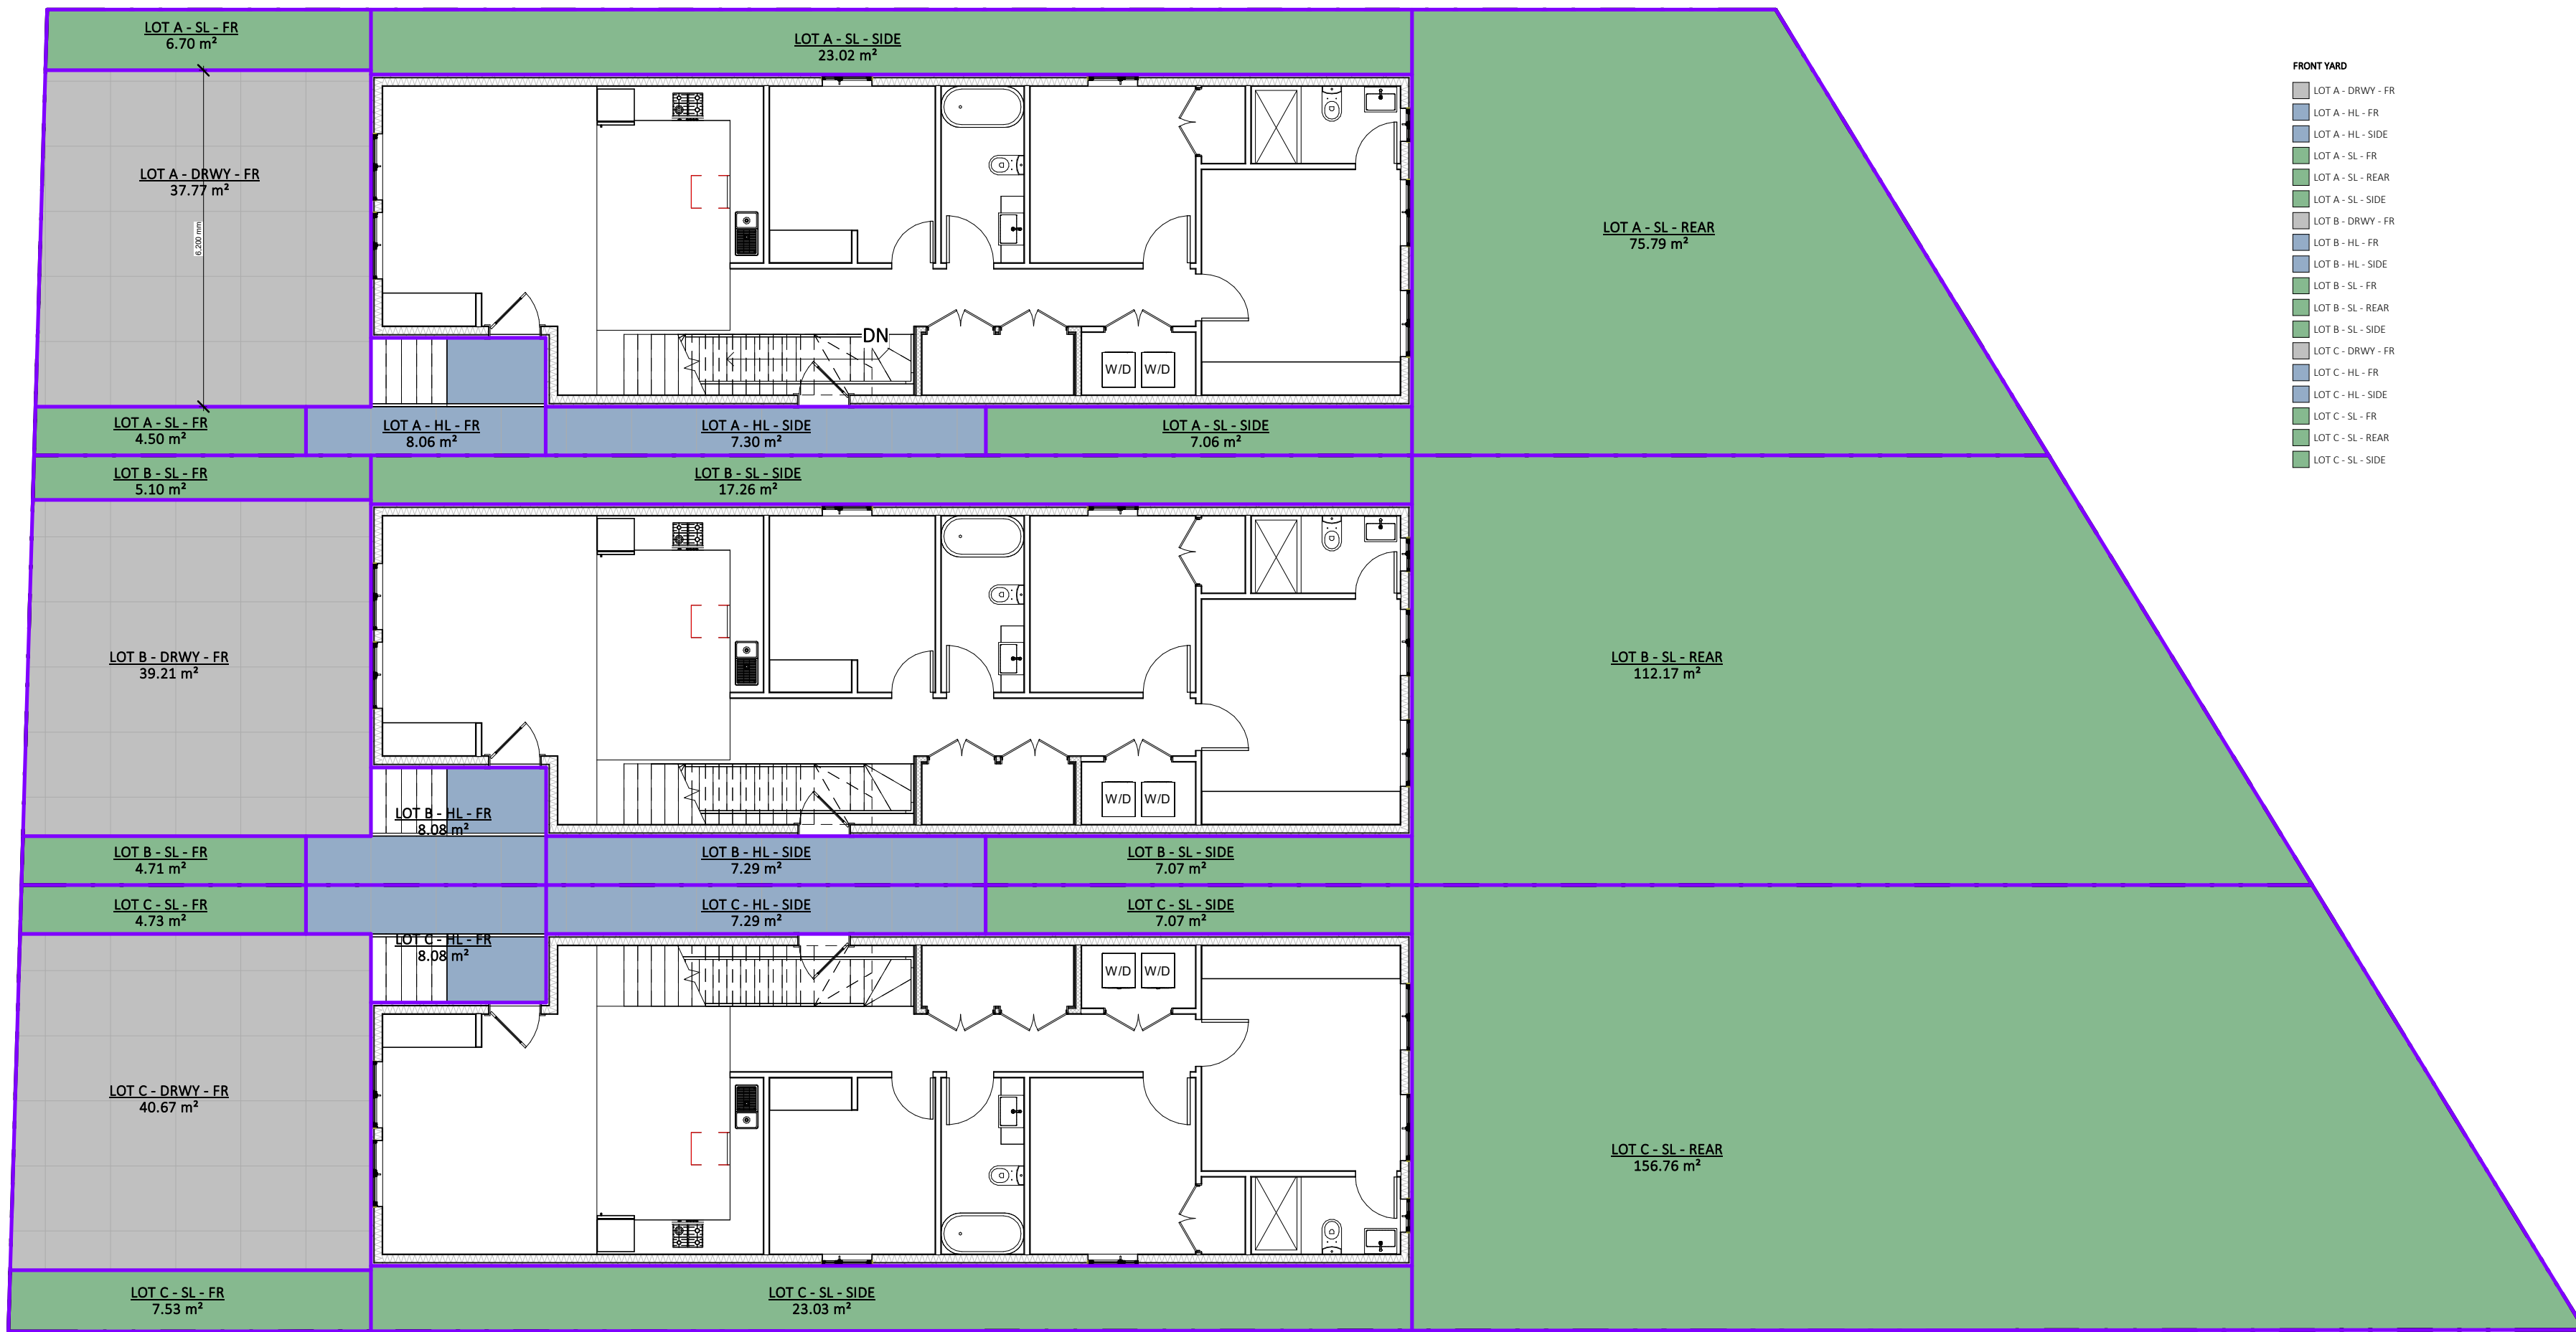 LOT A - SL - FR
6.70 m²
LOT A - SL - SIDE
23.02 m²
FRONT YARD
LOT A - DRWY - FR
LOT A - HL - FR
LOT A - HL - SIDE
LOT A - SL - FR
LOT A - SL - REAR
LOT A - SL - SIDE
LOT B - DRWY - FR
LOT B - HL - FR
LOT B - HL - SIDE
LOT B - SL - FR
LOT B - SL - REAR
LOT B - SL - SIDE
LOT C - DRWY - FR
LOT C - HL - FR
LOT C - HL - SIDE
LOT C - SL - FR
LOT C - SL - REAR
LOT C - SL - SIDE
LOT A - DRWY - FR
37.77 m²
6.200 mm
LOT A - SL - REAR
75.79 m²
DN
W/D
W/D
LOT A - SL - FR
4.50 m²
LOT A - HL - FR
8.06 m²
LOT A - HL - SIDE
7.30 m²
LOT A - SL - SIDE
7.06 m²
LOT B - SL - FR
5.10 m²
LOT B - SL - SIDE
17.26 m²
LOT B - DRWY - FR
39.21 m²
LOT B - SL - REAR
112.17 m²
W/D
W/D
LOT B - HL - FR
8.08 m²
LOT B - SL - FR
4.71 m²
LOT B - HL - SIDE
7.29 m²
LOT B - SL - SIDE
7.07 m²
LOT C - SL - FR
4.73 m²
LOT C - HL - SIDE
7.29 m²
LOT C - SL - SIDE
7.07 m²
LOT C - HL - FR
8.08 m²
W/D
W/D
LOT C - DRWY - FR
40.67 m²
LOT C - SL - REAR
156.76 m²
LOT C - SL - FR
7.53 m²
LOT C - SL - SIDE
23.03 m²